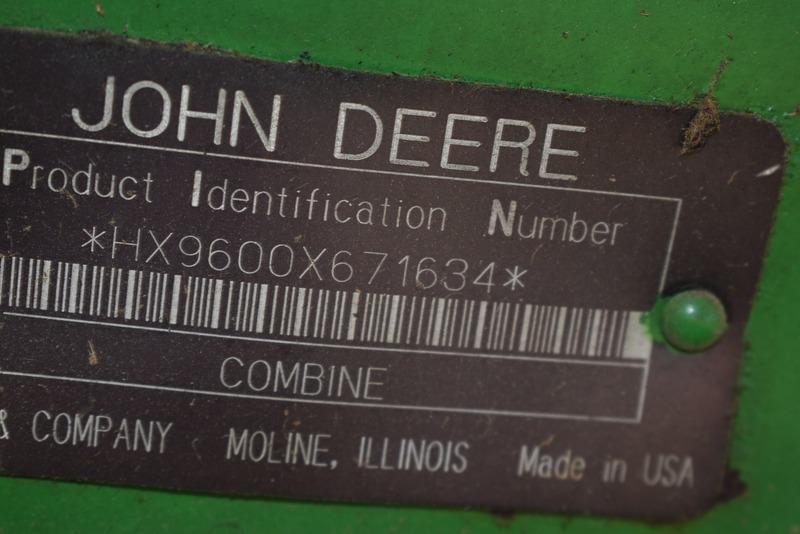 JOHN DEERE
Product Identification Number
*HX9600X671634*
COMBINE
& COMPANY MOLINE, ILLINOIS Made in USA